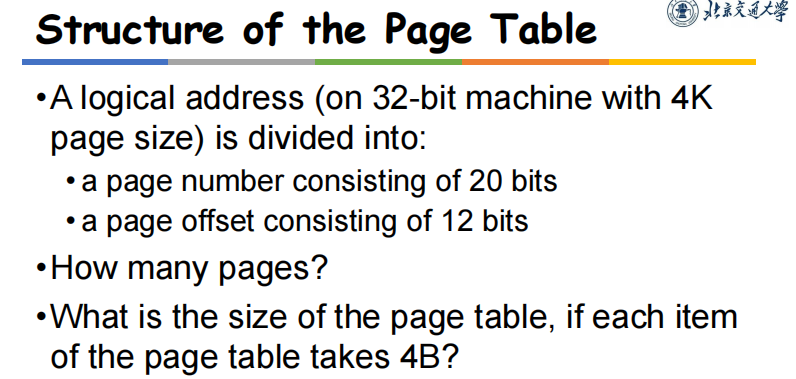 Structure of the Page Table
北京交通大学
•A logical address (on 32-bit machine with 4K
page size) is divided into:
• a page number consisting of 20 bits
• a page offset consisting of 12 bits
•How many pages?
•What is the size of the page table, if each item
of the page table takes 4B?